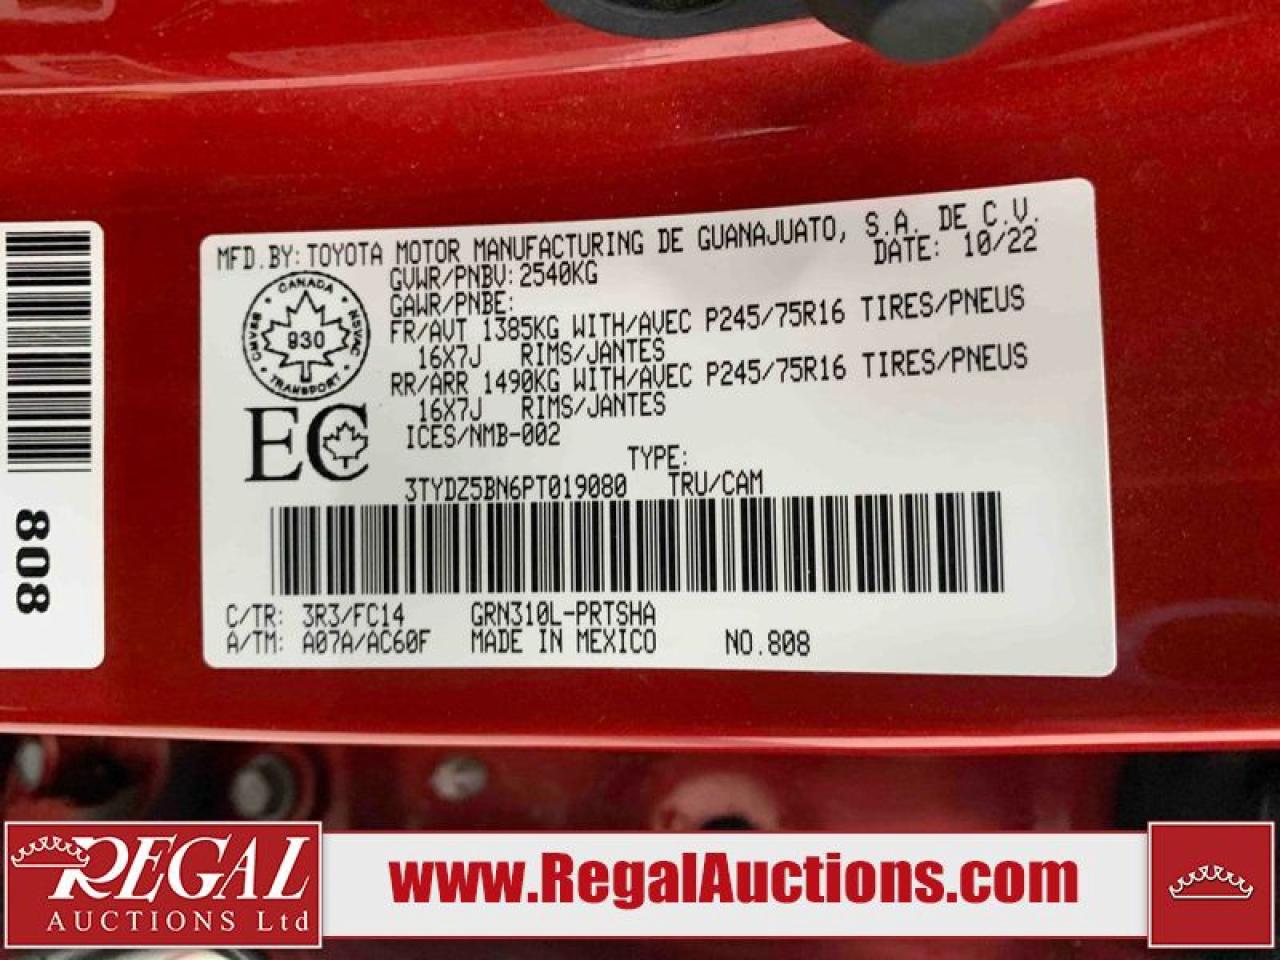 MFD.BY: TOYOTA MOTOR MANUFACTURING DE GUANAJUATO, S.A. DE C.V.
GVWR/PNBV: 2540KG DATE: 10/22
GAWR/PNBE:
FR/AVT 1385KG WITH/AVEC P245/75R16 TIRES/PNEUS
16X7J RIMS/JANTES
RR/ARR 1490KG WITH/AVEC P245/75R16 TIRES/PNEUS
16X7J RIMS/JANTES
ICES/NMB-002
CANADA
CMVSS 930 NSVAC
TRANSPORT
EC
TYPE:
3TYDZ5BN6PT019080 TRU/CAM
C/TR: 3R3/FC14 GRN310L-PRTSHA
A/TM: A07A/AC60F MADE IN MEXICO NO.808
808
REGAL
AUCTIONS Ltd
www.RegalAuctions.com